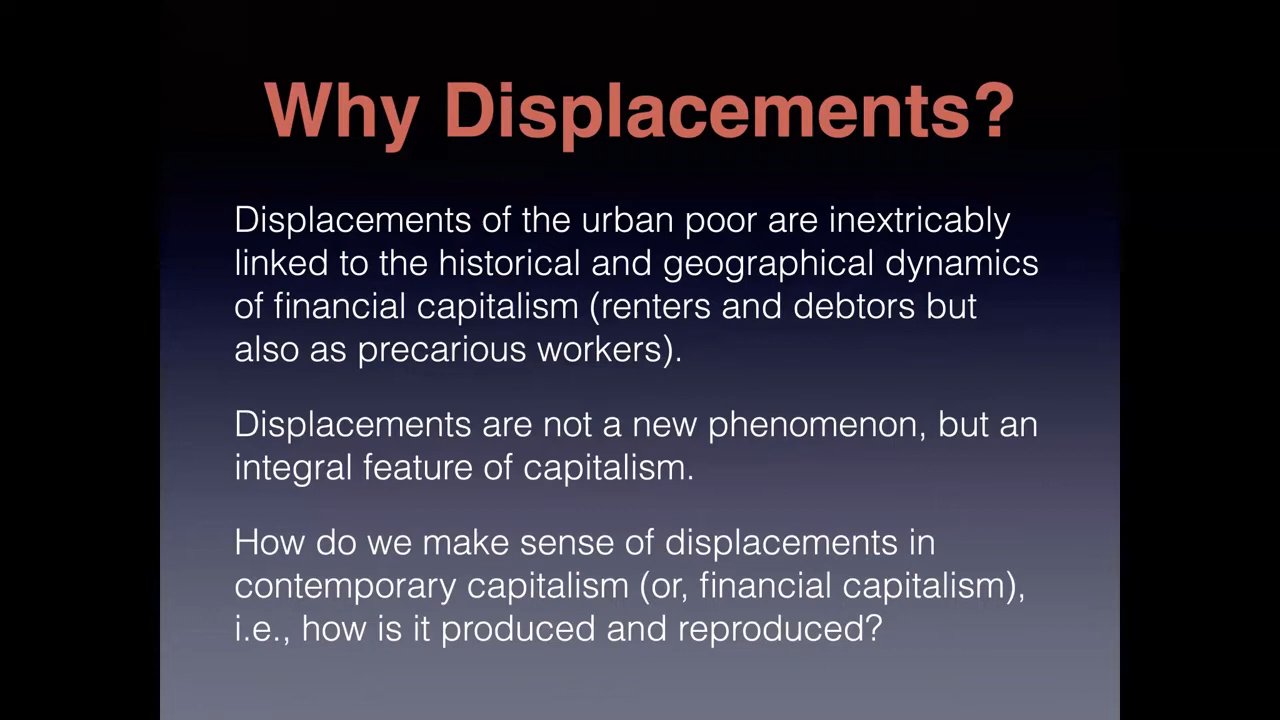 Why Displacements?
Displacements of the urban poor are inextricably
linked to the historical and geographical dynamics
of financial capitalism (renters and debtors but
also as precarious workers).
Displacements are not a new phenomenon, but an
integral feature of capitalism.
How do we make sense of displacements in
contemporary capitalism (or, financial capitalism),
i.e., how is it produced and reproduced?